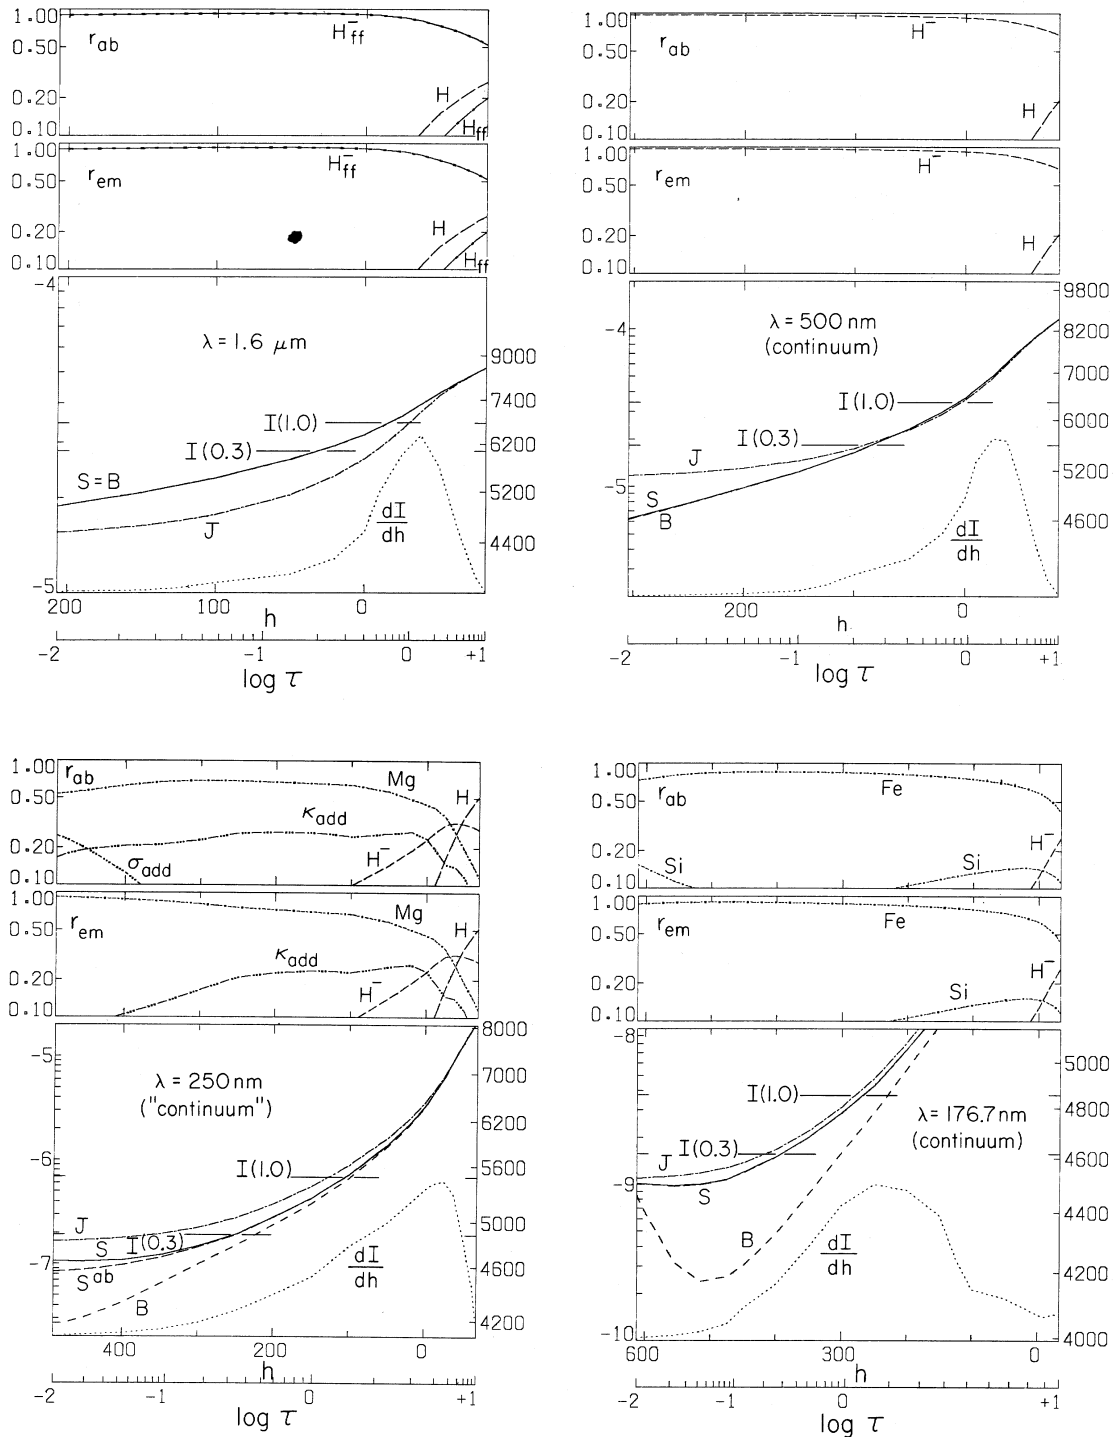 1.00
r_ab
H⁻_ff
0.50
0.20
H
H_ff
0.10
1.00
r_em
H⁻_ff
0.50
0.20
H
H_ff
0.10
-4
λ = 1.6 μm
9000
7400
I(1.0)
6200
I(0.3)
S = B
5200
J
dI/dh
4400
-5
200 100 0
h
-2 -1 0 +1
log τ
1.00
r_ab
H⁻
0.50
0.20
H
0.10
1.00
r_em
H⁻
0.50
0.20
H
0.10
9800
-4
λ = 500 nm
(continuum)
8200
7000
I(1.0)
6000
I(0.3)
J
5200
-5
S
B
4600
dI/dh
200 0
h
-2 -1 0 +1
log τ
1.00
r_ab
Mg
0.50
κ_add
H
0.20
σ_add
H⁻
0.10
1.00
r_em
Mg
0.50
κ_add
H
0.20
H⁻
0.10
8000
-5
λ = 250 nm
("continuum")
7000
6200
-6
I(1.0)
5600
J
I(0.3)
5000
S
-7
S^ab
4600
B
dI/dh
4200
400 200 0
h
-2 -1 0 +1
log τ
1.00
r_ab
Fe
0.50
0.20
Si
Si
H⁻
0.10
1.00
r_em
Fe
0.50
H⁻
0.20
Si
0.10
-8
5000
I(1.0)
4800
λ = 176.7 nm
(continuum)
J
I(0.3)
4600
-9
S
4400
B
dI/dh
4200
-10
4000
600 300 0
h
-2 -1 0 +1
log τ